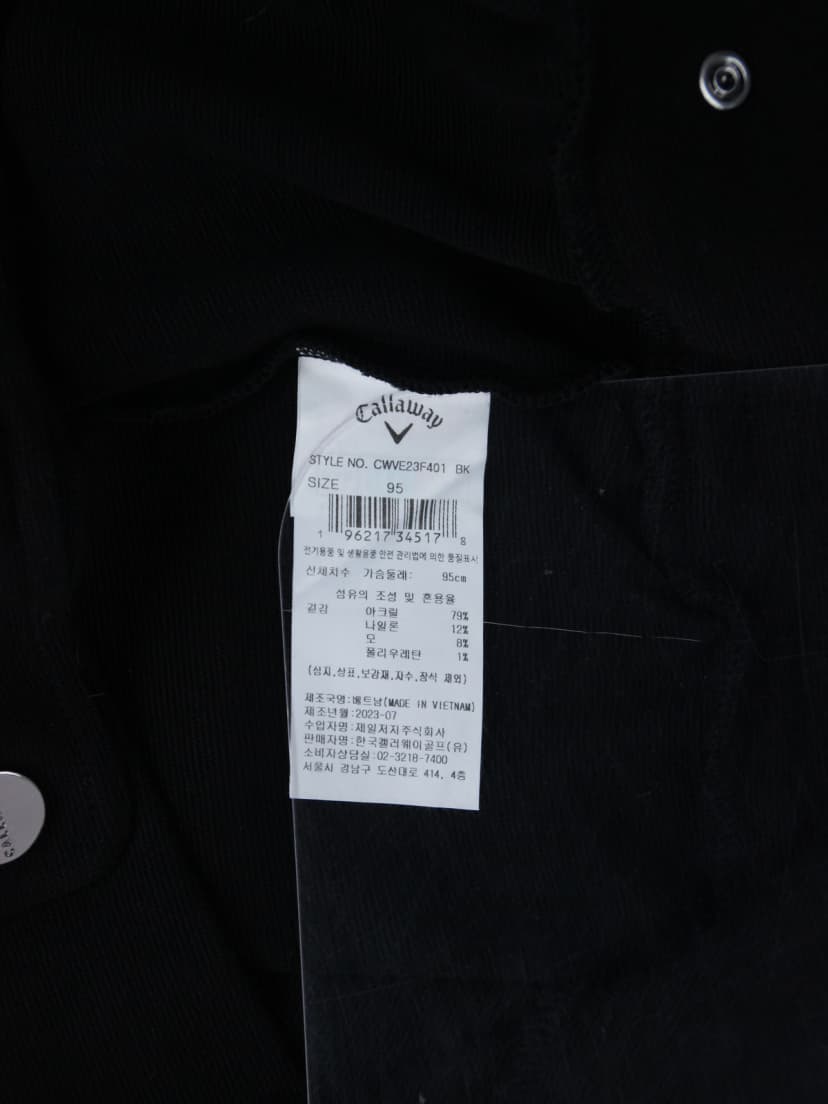 Callaway
STYLE NO. CWVE23F401 BK
SIZE 95
1 96217 34517 8
전기용품 및 생활용품 안전 관리법에 의한 품질표시
신체치수 가슴둘레: 95cm
섬유의 조성 및 혼용율
겉감 아크릴 79%
나일론 12%
모 8%
폴리우레탄 1%
(심지,상표,보강재,자수,장식 제외)
제조국명:베트남(MADE IN VIETNAM)
제조년월:2023-07
수입자명:제일저지주식회사
판매자명:한국캘러웨이골프(유)
소비자상담실:02-3218-7400
서울시 강남구 도산대로 414, 4층